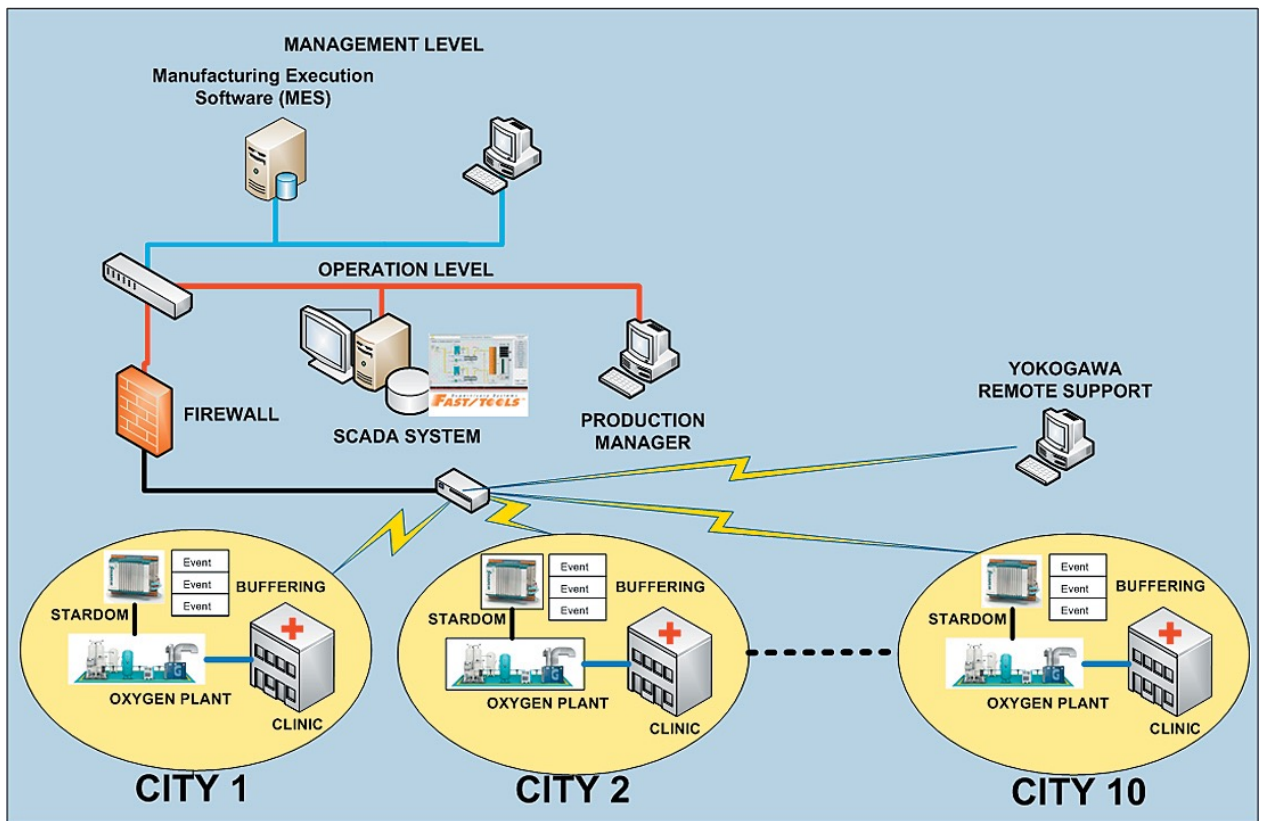 MANAGEMENT LEVEL
Manufacturing Execution
Software (MES)
OPERATION LEVEL
FIREWALL
SCADA SYSTEM
FAST/TOOLS
PRODUCTION
MANAGER
YOKOGAWA
REMOTE SUPPORT
Event
Event
Event
BUFFERING
STARDOM
OXYGEN PLANT
CLINIC
CITY 1
Event
Event
Event
BUFFERING
STARDOM
OXYGEN PLANT
CLINIC
CITY 2
Event
Event
Event
BUFFERING
STARDOM
OXYGEN PLANT
CLINIC
CITY 10